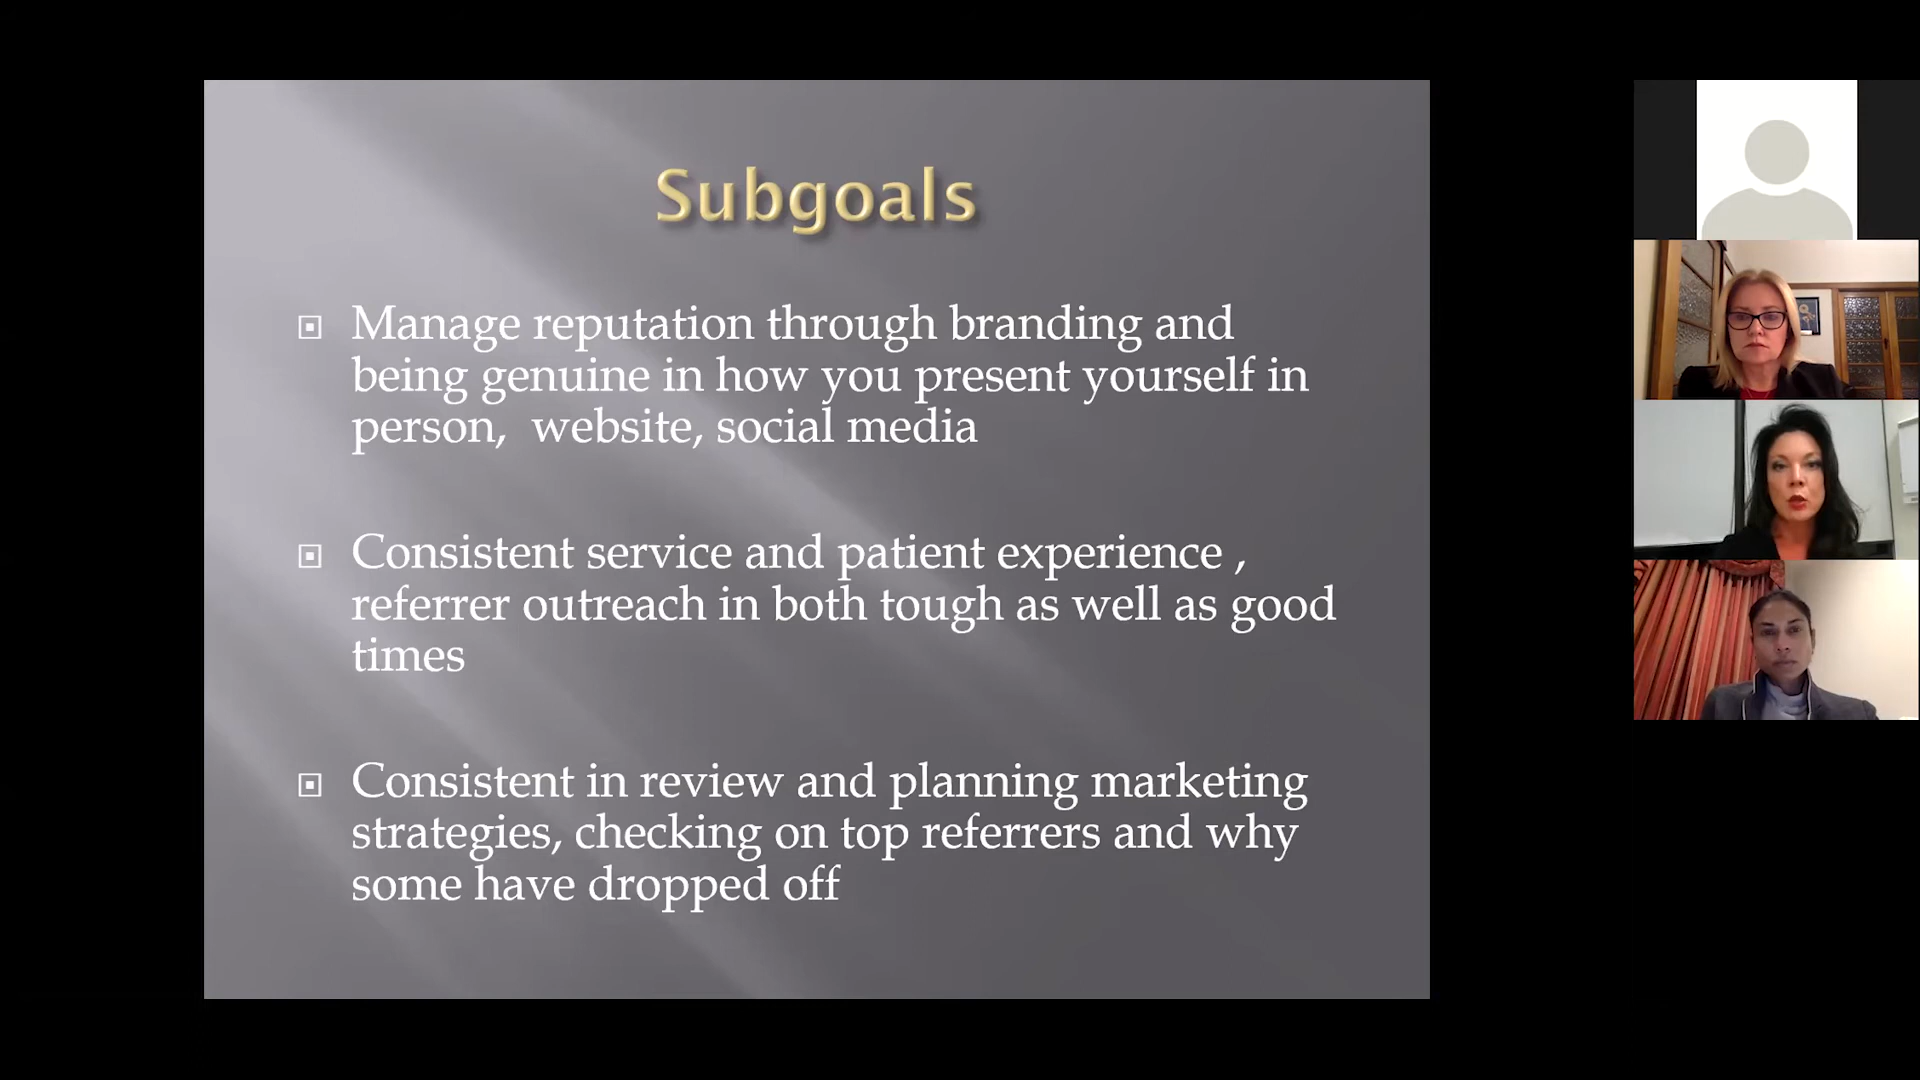 Subgoals
Manage reputation through branding and
being genuine in how you present yourself in
person,  website, social media
Consistent service and patient experience ,
referrer outreach in both tough as well as good
times
Consistent in review and planning marketing
strategies, checking on top referrers and why
some have dropped off